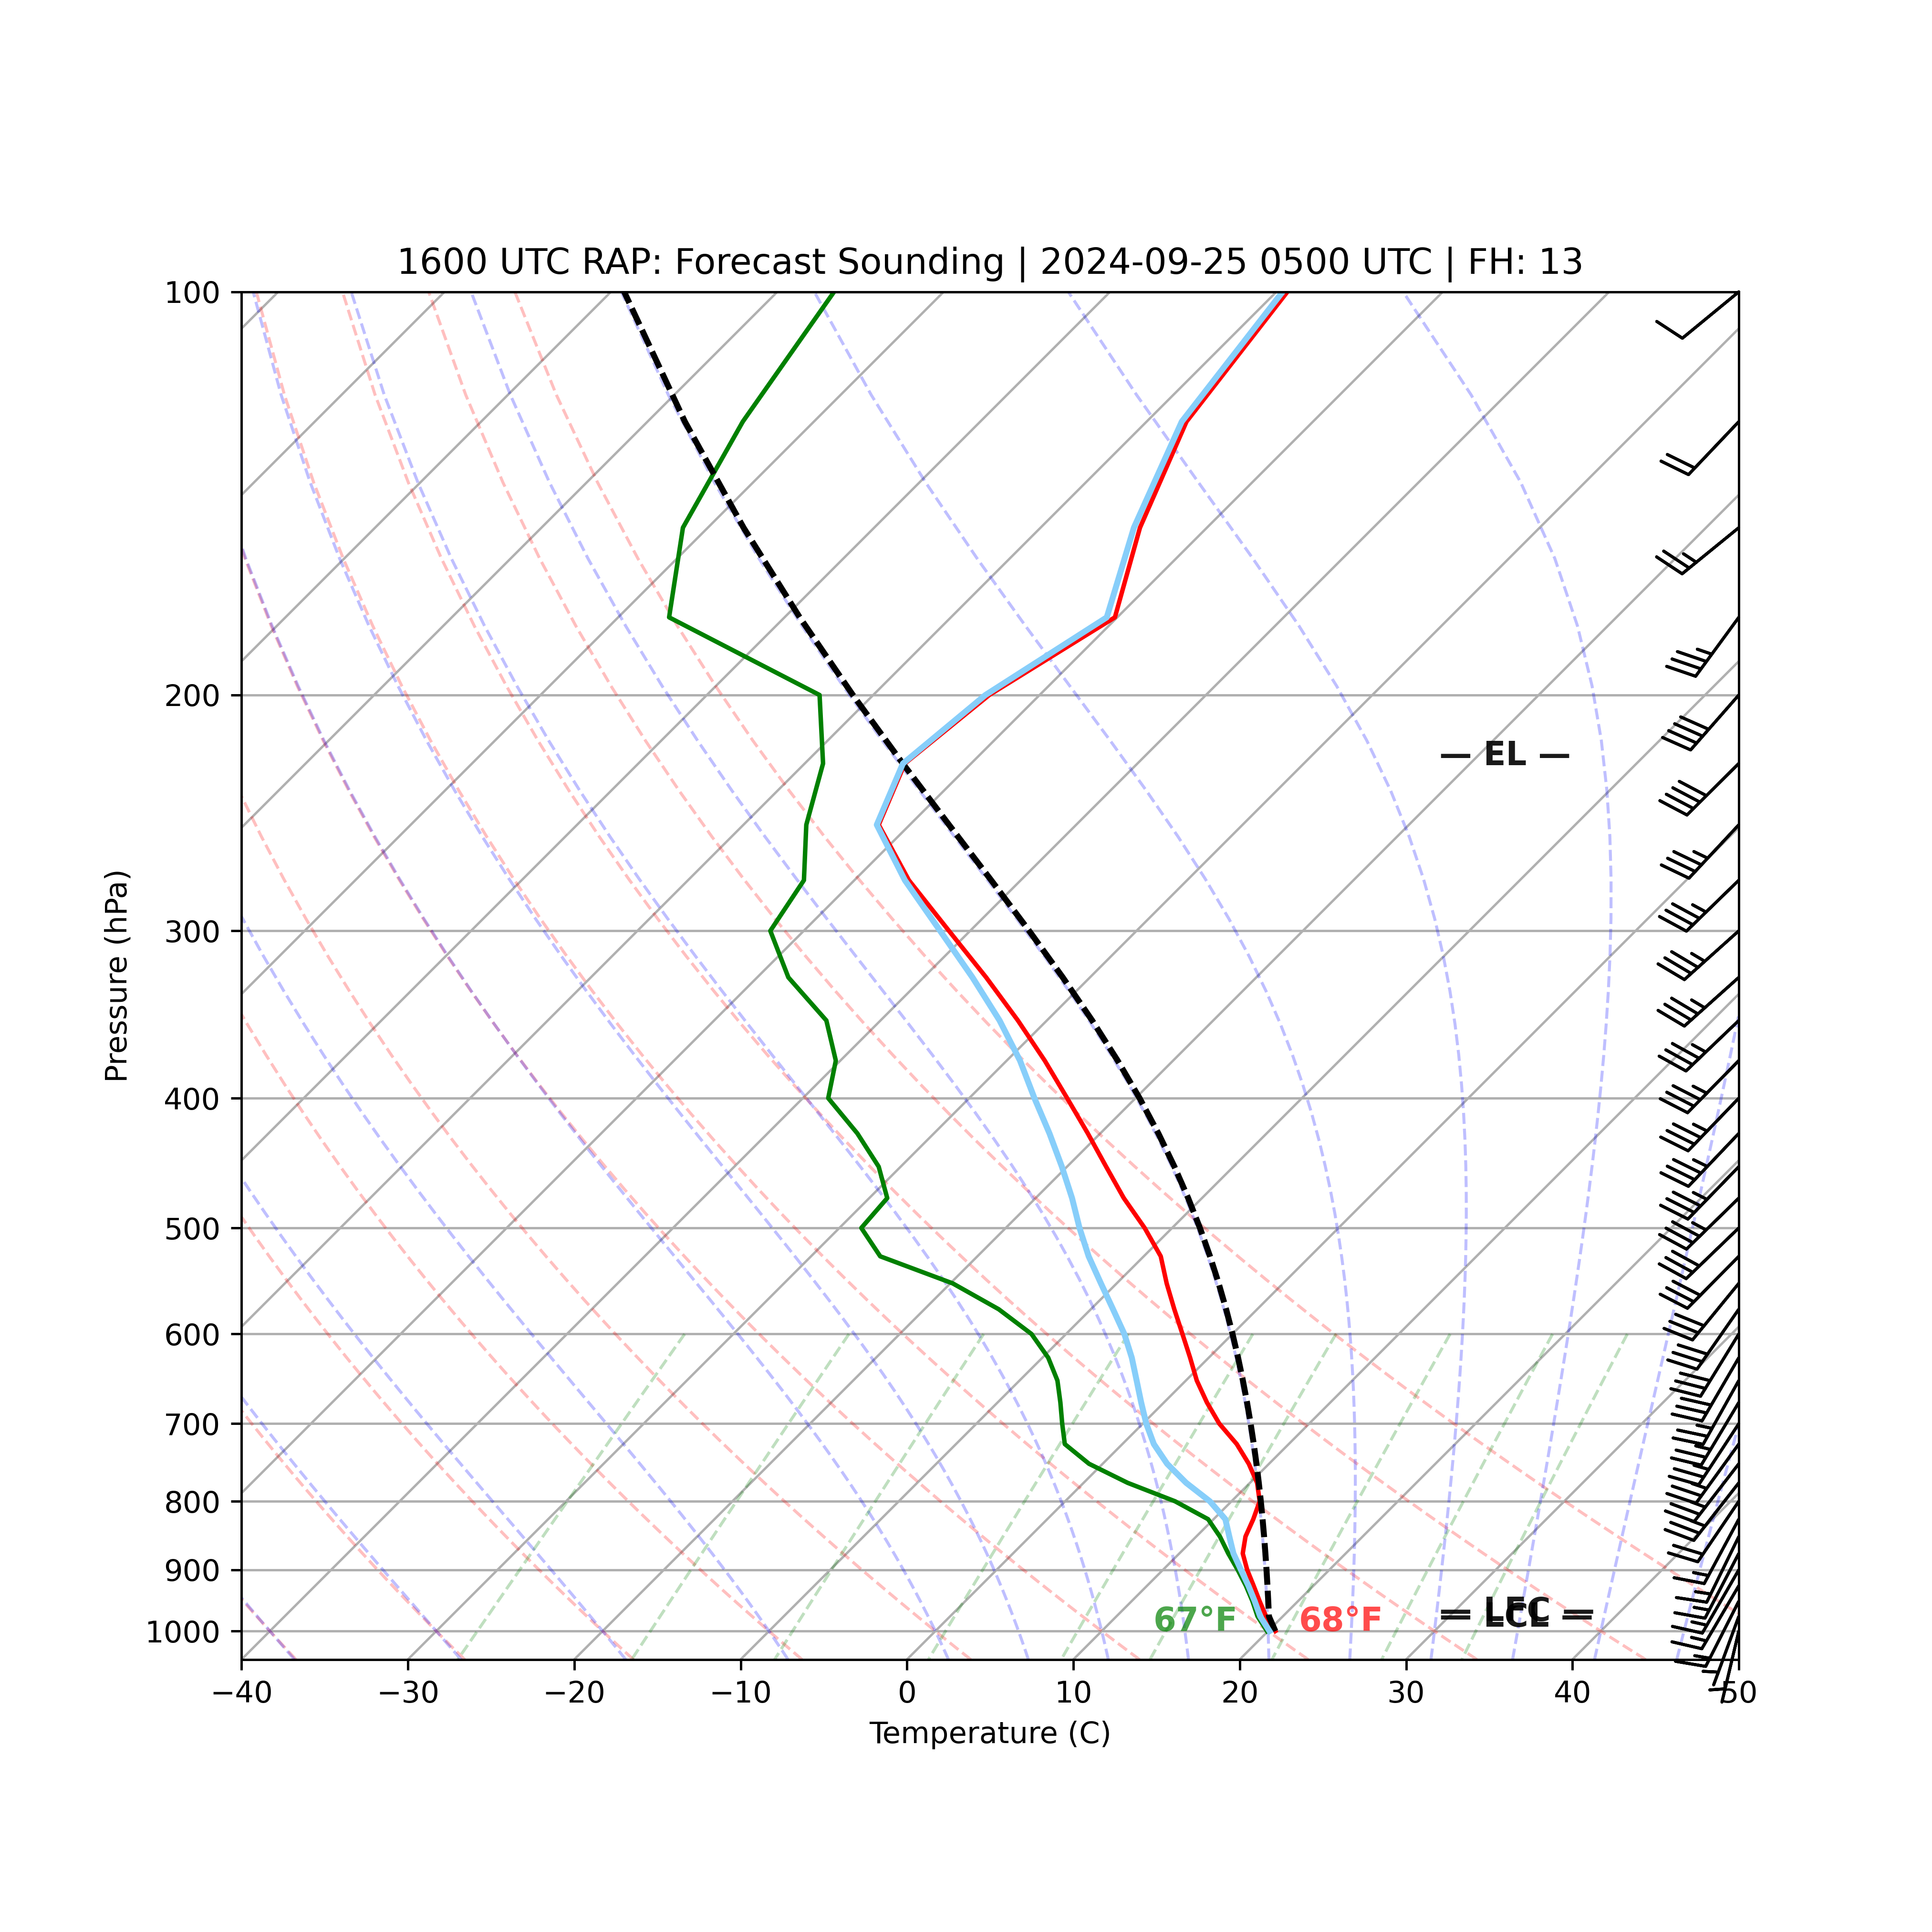 1600 UTC RAP: Forecast Sounding | 2024-09-25 0500 UTC | FH: 13
100
200
— EL —
300
Pressure (hPa)
400
500
600
700
800
900
— LFC —
67°F 68°F
1000
−40 −30 −20 −10 0 10 20 30 40 50
Temperature (C)